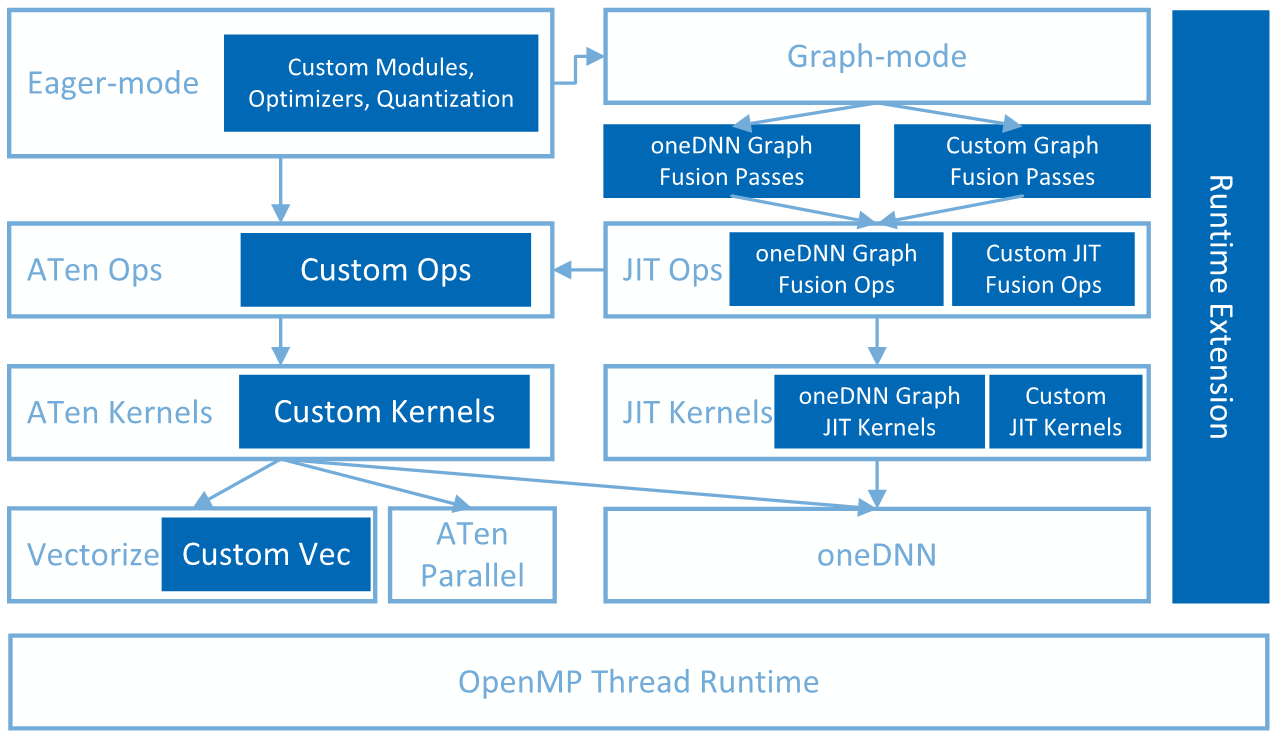 Eager-mode
Custom Modules,
Optimizers, Quantization
Graph-mode
oneDNN Graph
Fusion Passes
Custom Graph
Fusion Passes
ATen Ops
Custom Ops
JIT Ops
oneDNN Graph
Fusion Ops
Custom JIT
Fusion Ops
ATen Kernels
Custom Kernels
JIT Kernels
oneDNN Graph
JIT Kernels
Custom
JIT Kernels
Vectorize
Custom Vec
ATen
Parallel
oneDNN
Runtime Extension
OpenMP Thread Runtime